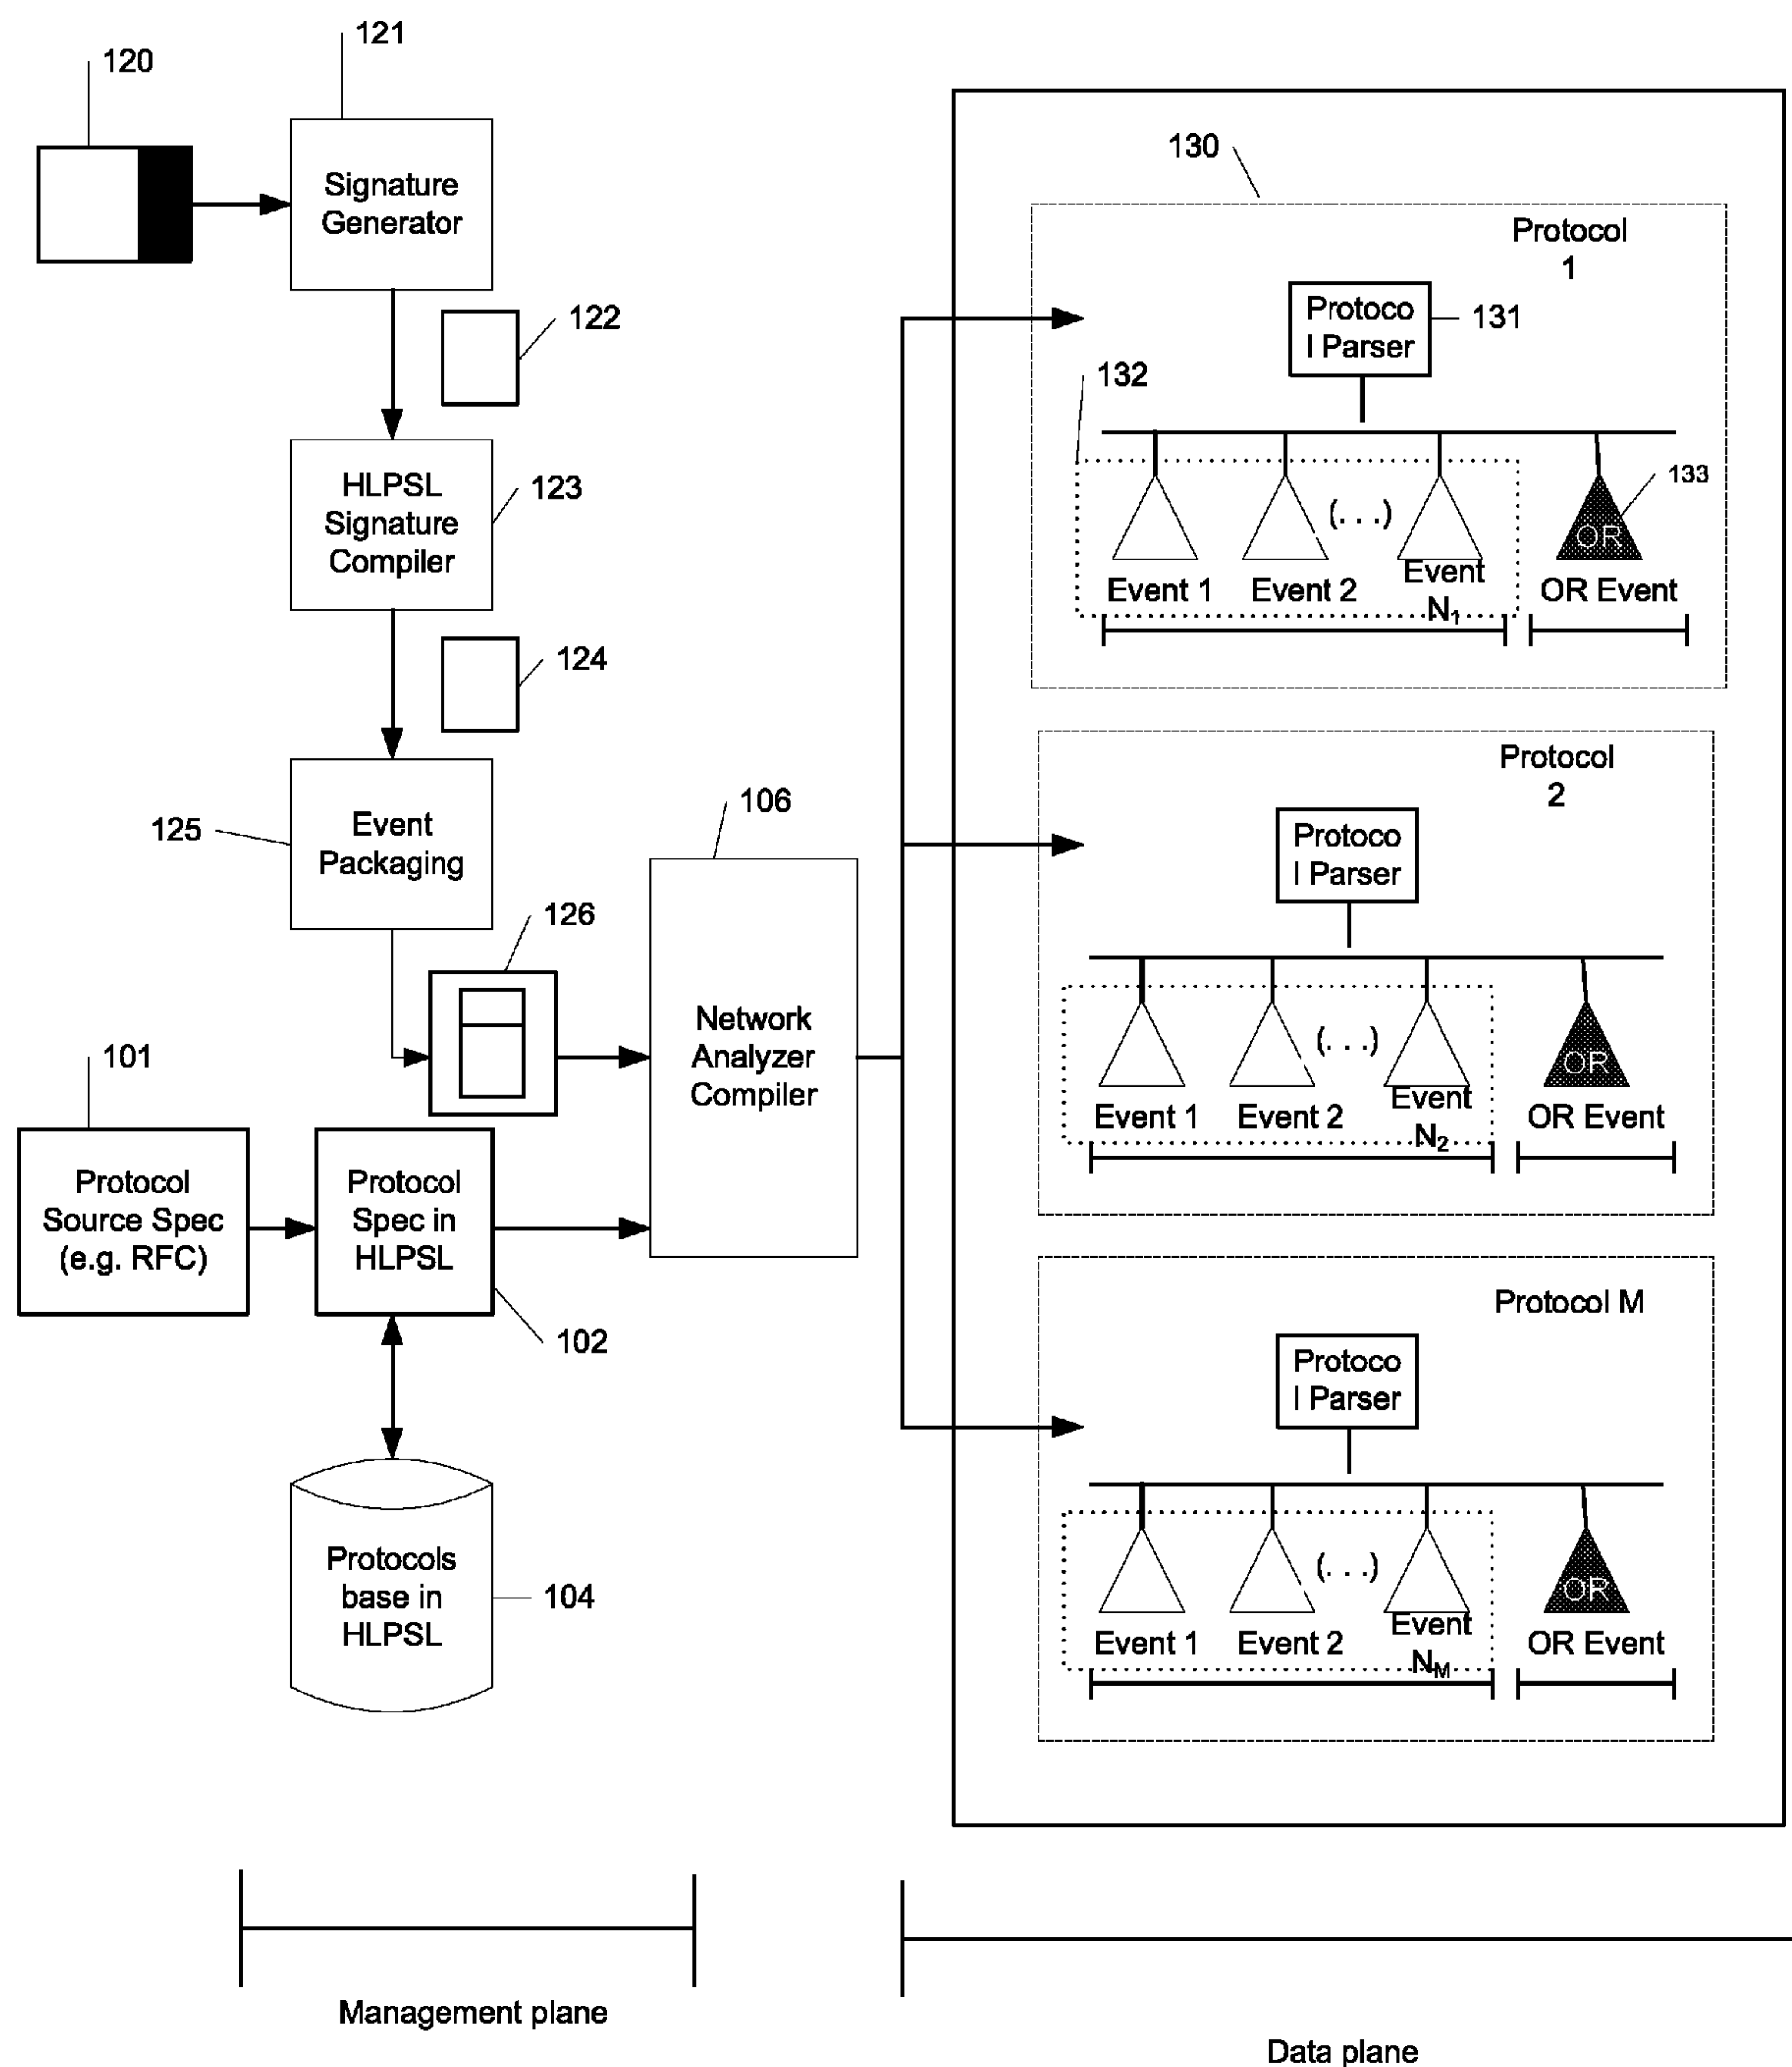 121
120
Signature
Generator
122
HLPSL
Signature
Compiler
123
124
Event
Packaging
125
126
106
Network
Analyzer
Compiler
101
Protocol
Source Spec
(e.g. RFC)
Protocol
Spec in
HLPSL
102
Protocols
base in
HLPSL
104
130
Protocol
1
Protoco
l Parser
131
132
(. . .)
133
OR
Event 1
Event 2
Event
N1
OR Event
Protocol
2
Protoco
l Parser
(. . .)
OR
Event 1
Event 2
Event
N2
OR Event
Protocol M
Protoco
l Parser
(. . .)
OR
Event 1
Event 2
Event
NM
OR Event
Management plane
Data plane